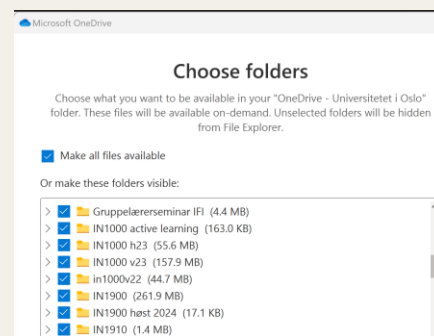 Microsoft OneDrive
Choose folders
Choose what you want to be available in your "OneDrive - Universitetet i Oslo"
folder. These files will be available on-demand. Unselected folders will be hidden
from File Explorer.
Make all files available
Or make these folders visible:
Gruppelærerseminar IFI (4.4 MB)
IN1000 active learning (163.0 KB)
IN1000 h23 (55.6 MB)
IN1000 v23 (157.9 MB)
in1000v22 (44.7 MB)
IN1900 (261.9 MB)
IN1900 høst 2024 (17.1 KB)
IN1910 (1.4 MB)